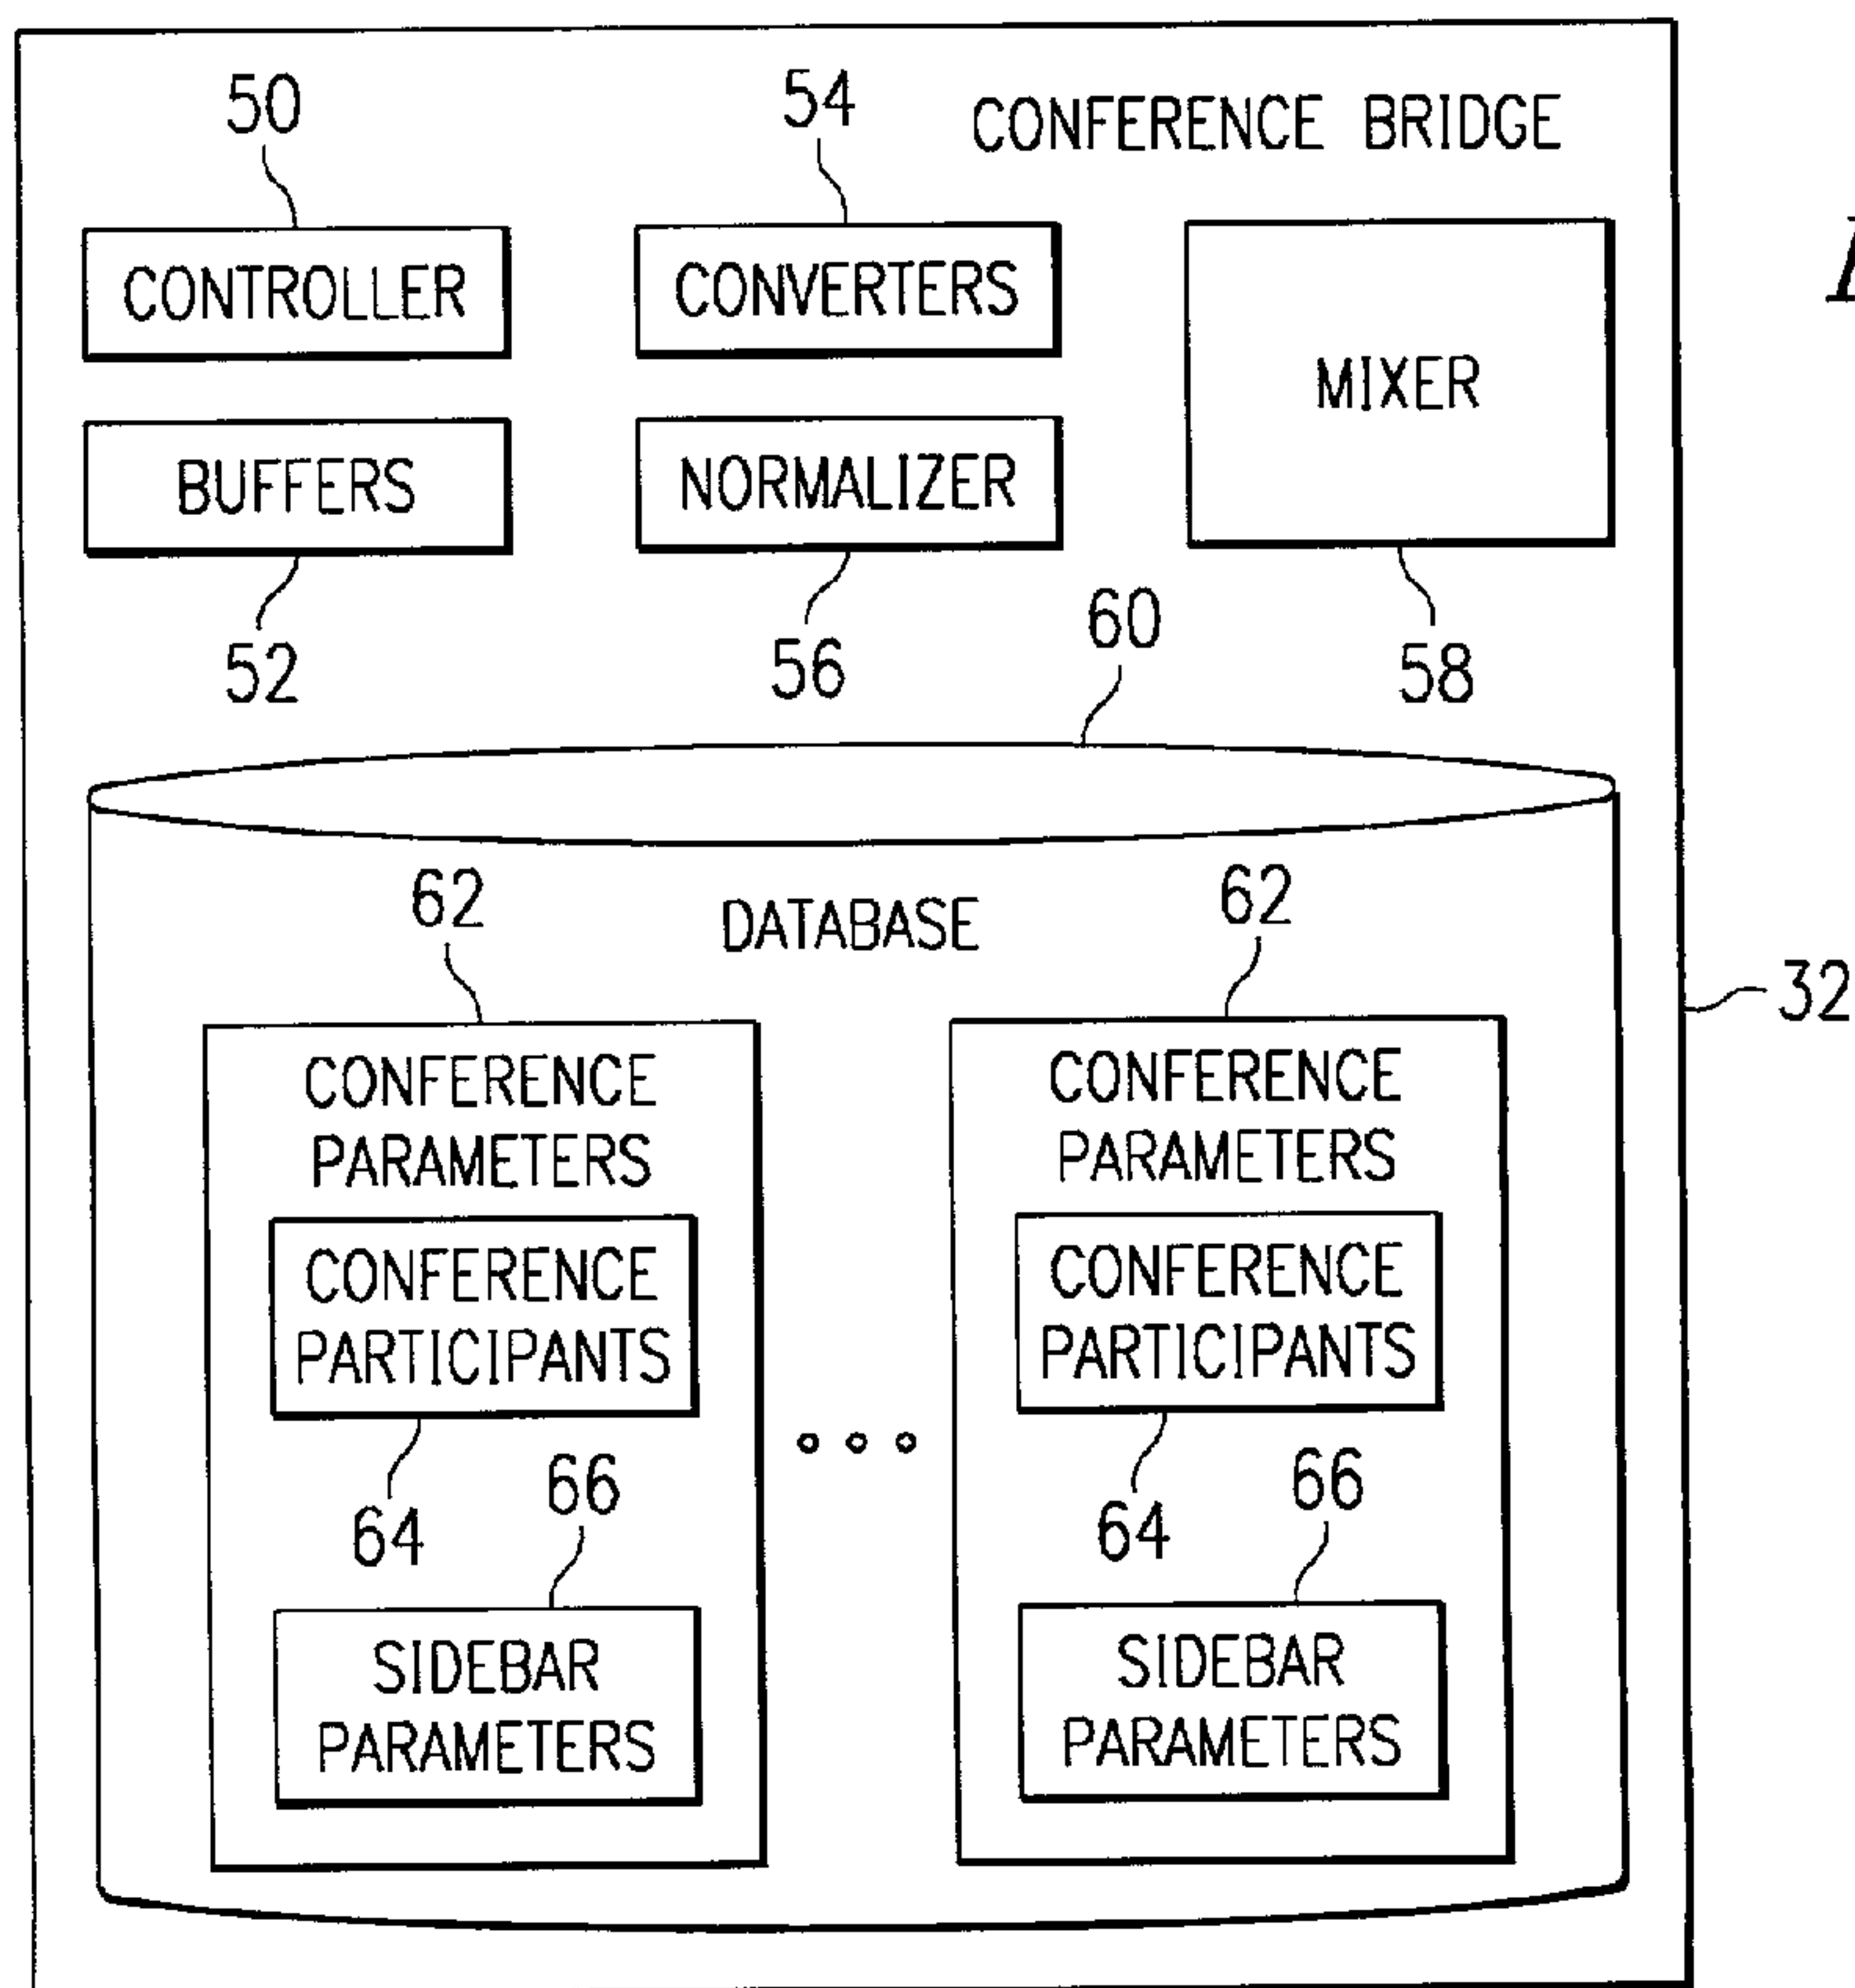 50
54
CONFERENCE BRIDGE
CONTROLLER
CONVERTERS
MIXER
BUFFERS
NORMALIZER
52
56
60
58
62
DATABASE
62
32
CONFERENCE
PARAMETERS
CONFERENCE
PARTICIPANTS
64
66
SIDEBAR
PARAMETERS
CONFERENCE
PARAMETERS
CONFERENCE
PARTICIPANTS
64
66
SIDEBAR
PARAMETERS